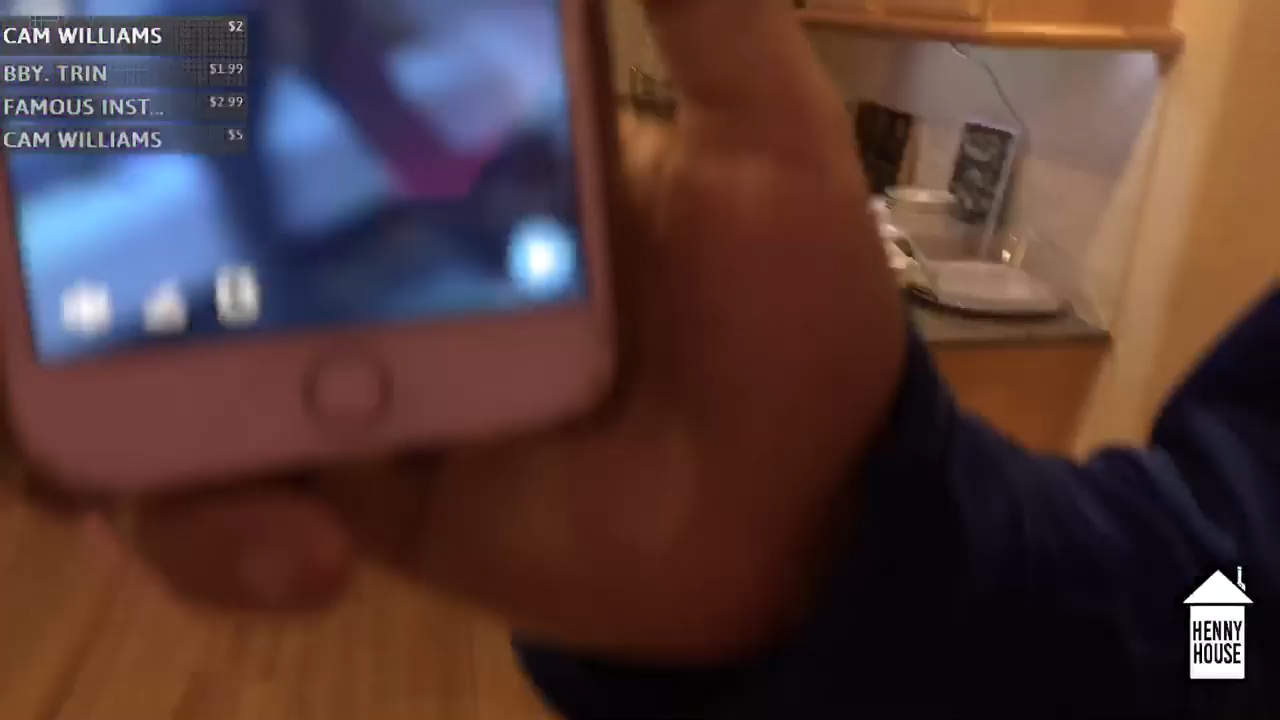 CAM WILLIAMS $2
BBY. TRIN $1.99
FAMOUS INST... $2.99
CAM WILLIAMS $5
HENNY
HOUSE